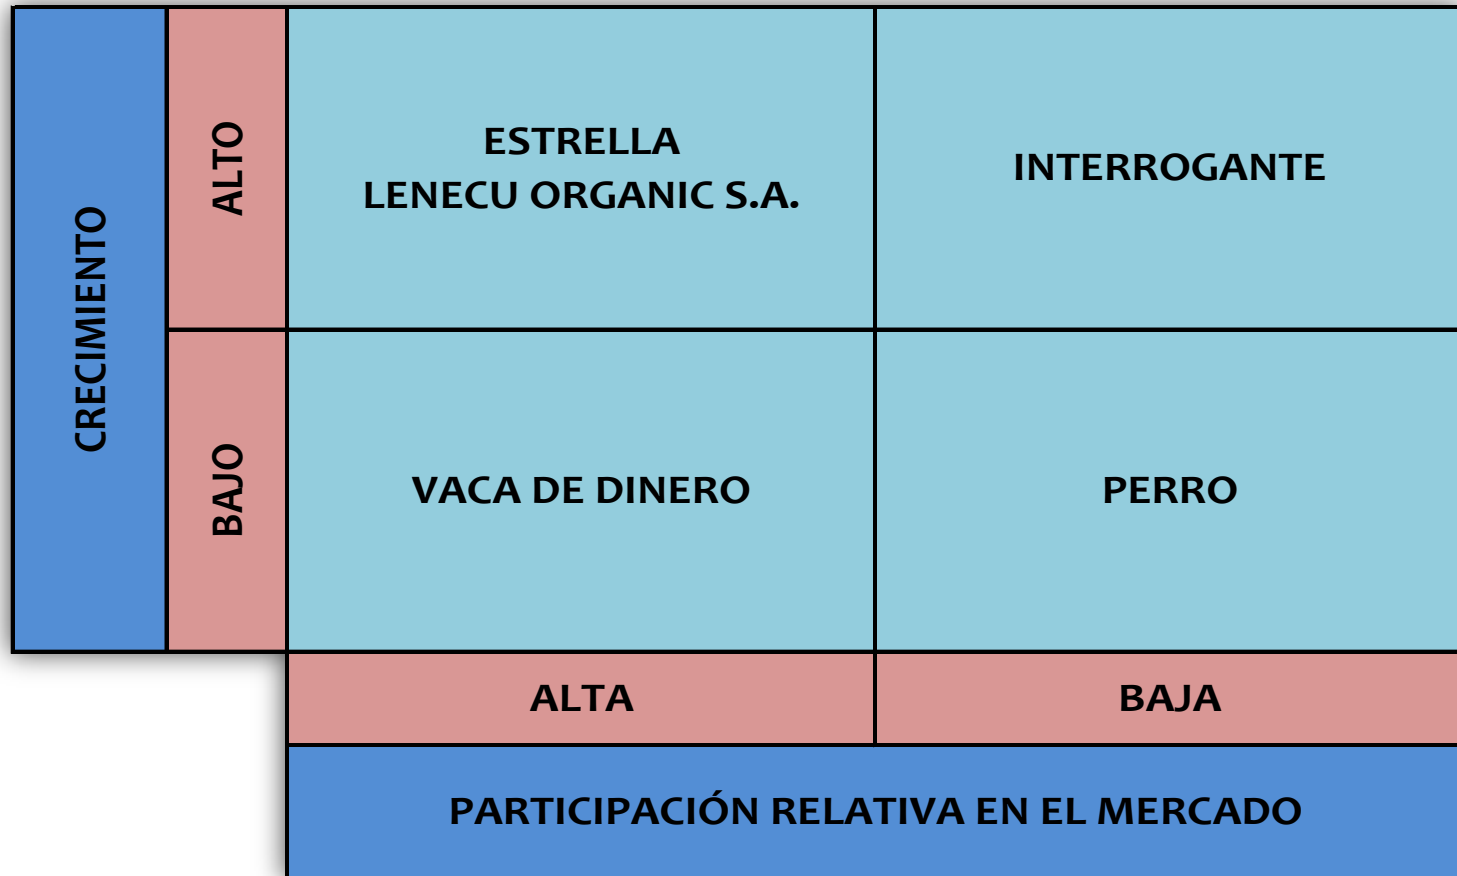 CRECIMIENTO
ALTO
ESTRELLA
LENECU ORGANIC S.A.
INTERROGANTE
BAJO
VACA DE DINERO
PERRO
ALTA
BAJA
PARTICIPACIÓN RELATIVA EN EL MERCADO